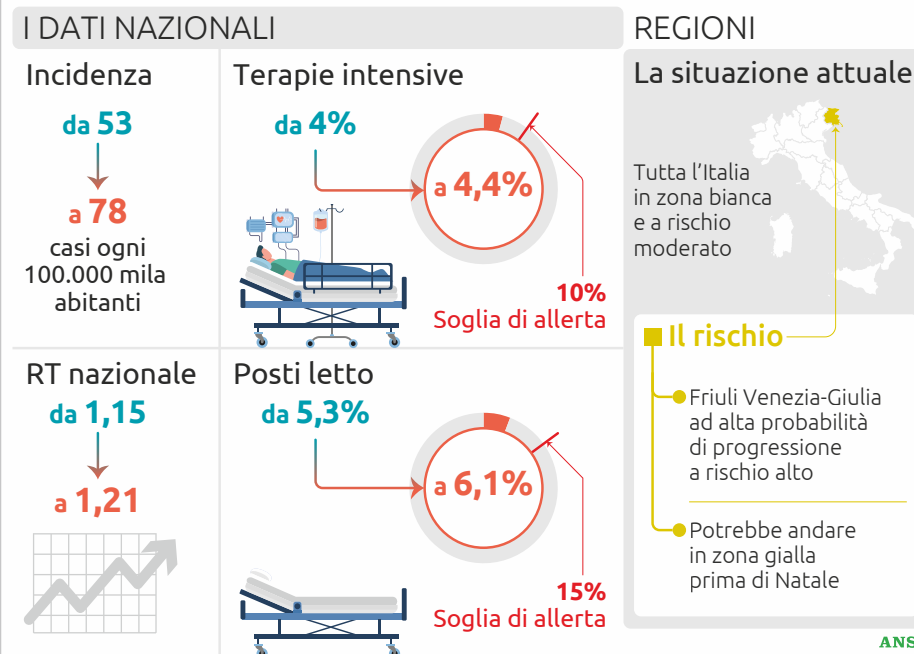 I DATI NAZIONALI
Incidenza
da 53
a 78
casi ogni
100.000 mila
abitanti
Terapie intensive
da 4%
a 4,4%
10%
Soglia di allerta
RT nazionale
da 1,15
a 1,21
Posti letto
da 5,3%
a 6,1%
15%
Soglia di allerta
REGIONI
La situazione attuale
Tutta l'Italia
in zona bianca
e a rischio
moderato
Il rischio
Friuli Venezia-Giulia
ad alta probabilità
di progressione
a rischio alto
Potrebbe andare
in zona gialla
prima di Natale
ANS